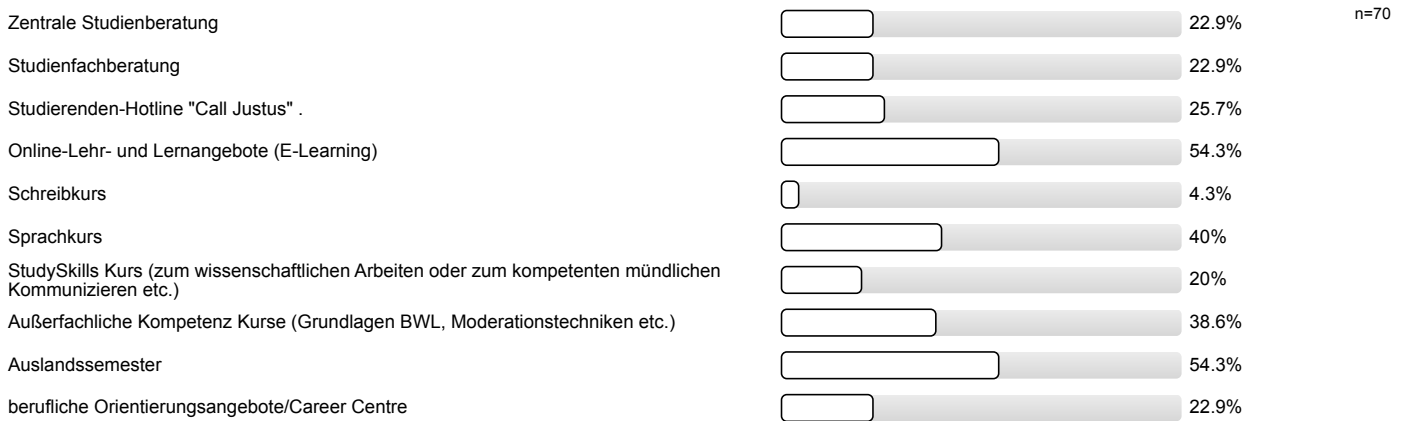 Zentrale Studienberatung 22.9% n=70
Studienfachberatung 22.9%
Studierenden-Hotline "Call Justus" . 25.7%
Online-Lehr- und Lernangebote (E-Learning) 54.3%
Schreibkurs 4.3%
Sprachkurs 40%
StudySkills Kurs (zum wissenschaftlichen Arbeiten oder zum kompetenten mündlichen
Kommunizieren etc.) 20%
Außerfachliche Kompetenz Kurse (Grundlagen BWL, Moderationstechniken etc.) 38.6%
Auslandssemester 54.3%
berufliche Orientierungsangebote/Career Centre 22.9%